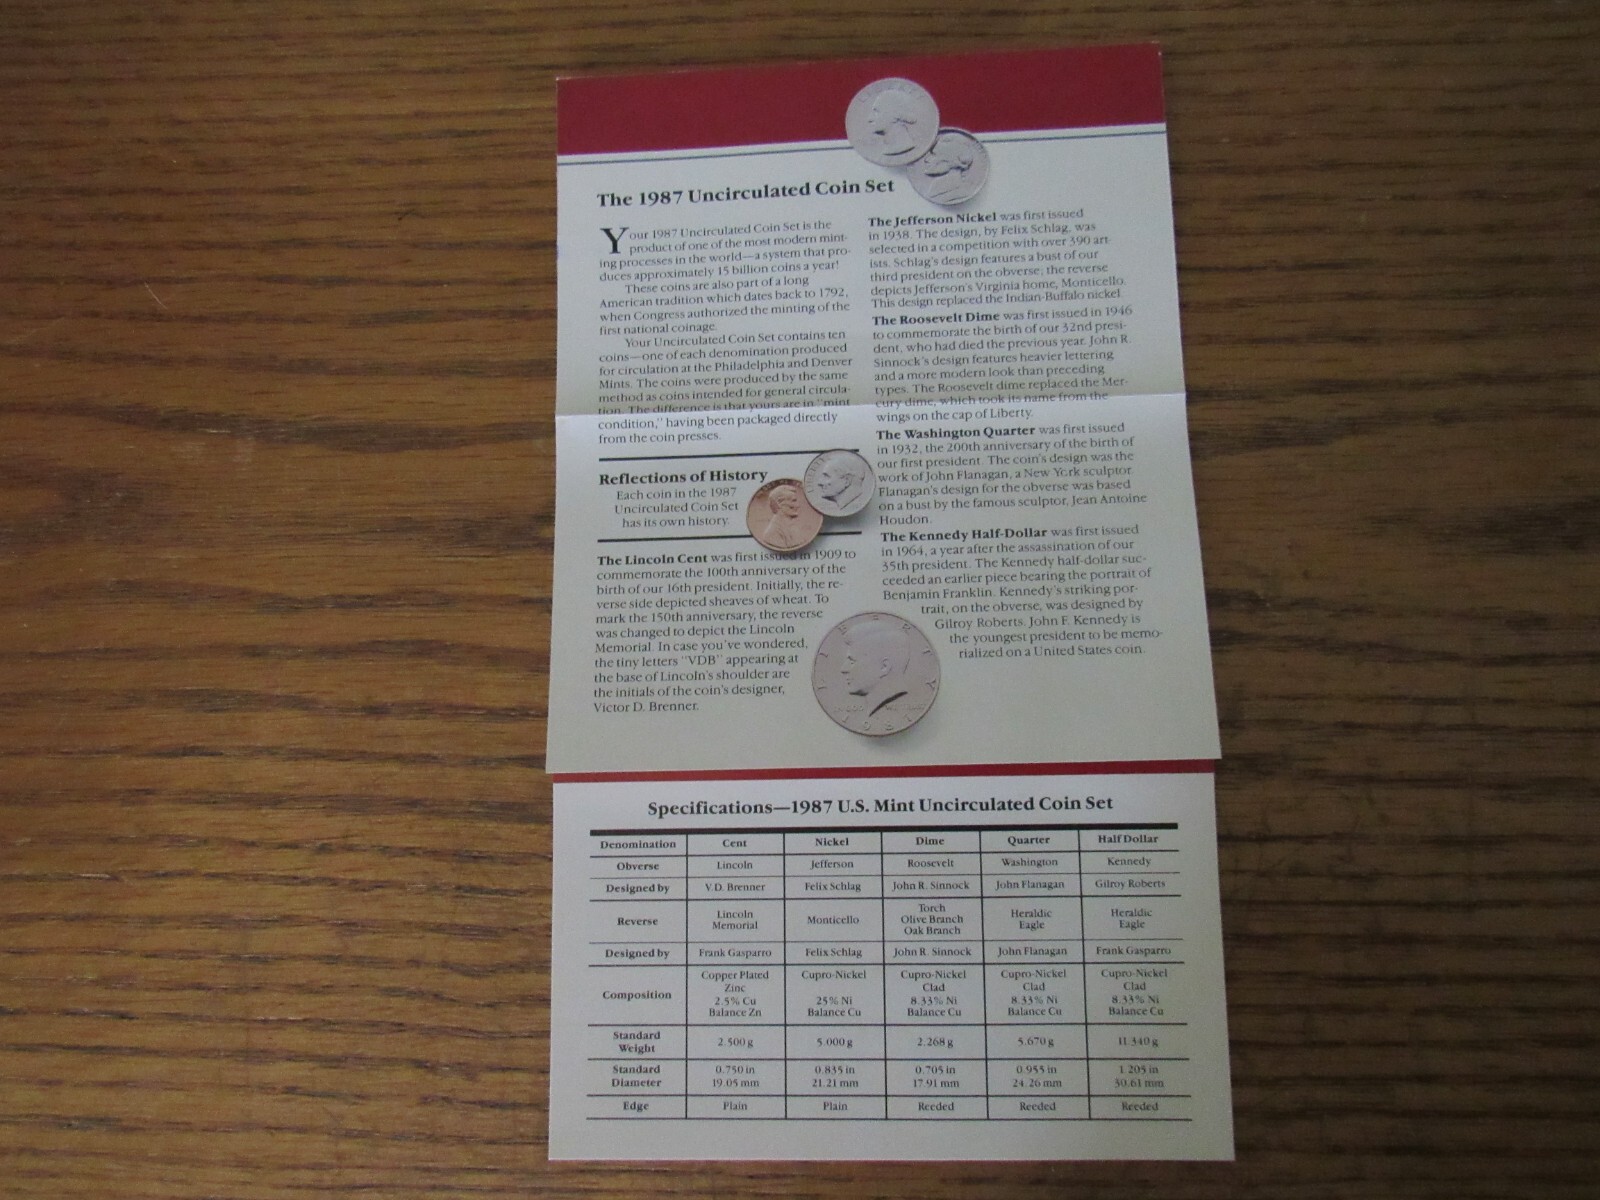 The 1987 Uncirculated Coin Set
Your 1987 Uncirculated Coin Set is the
product of one of the most modern mint-
ing processes in the world—a system that pro-
duces approximately 15 billion coins a year!
These coins are also part of a long
American tradition which dates back to 1792,
when Congress authorized the minting of the
first national coinage.
Your Uncirculated Coin Set contains ten
coins—one of each denomination produced
for circulation at the Philadelphia and Denver
Mints. The coins were produced by the same
method as coins intended for general circula-
tion. The difference is that yours are in "mint
condition," having been packaged directly
from the coin presses.
Reflections of History
Each coin in the 1987
Uncirculated Coin Set
has its own history.
The Lincoln Cent was first issued in 1909 to
commemorate the 100th anniversary of the
birth of our 16th president. Initially, the re-
verse side depicted sheaves of wheat. To
mark the 150th anniversary, the reverse
was changed to depict the Lincoln
Memorial. In case you've wondered,
the tiny letters "VDB" appearing at
the base of Lincoln's shoulder are
the initials of the coin's designer,
Victor D. Brenner.
The Jefferson Nickel was first issued
in 1938. The design, by Felix Schlag, was
selected in a competition with over 390 art-
ists. Schlag's design features a bust of our
third president on the obverse; the reverse
depicts Jefferson's Virginia home, Monticello.
This design replaced the Indian-Buffalo nickel.
The Roosevelt Dime was first issued in 1946
to commemorate the birth of our 32nd presi-
dent, who had died the previous year. John R.
Sinnock's design features heavier lettering
and a more modern look than preceding
types. The Roosevelt dime replaced the Mer-
cury dime, which took its name from the
wings on the cap of Liberty.
The Washington Quarter was first issued
in 1932, the 200th anniversary of the birth of
our first president. The coin's design was the
work of John Flanagan, a New York sculptor.
Flanagan's design for the obverse was based
on a bust by the famous sculptor, Jean Antoine
Houdon.
The Kennedy Half-Dollar was first issued
in 1964, a year after the assassination of our
35th president. The Kennedy half-dollar suc-
ceeded an earlier piece bearing the portrait of
Benjamin Franklin. Kennedy's striking por-
trait, on the obverse, was designed by
Gilroy Roberts. John F. Kennedy is
the youngest president to be memo-
rialized on a United States coin.
LIBERTY
Specifications—1987 U.S. Mint Uncirculated Coin Set
Denomination Cent Nickel Dime Quarter Half Dollar
Obverse Lincoln Jefferson Roosevelt Washington Kennedy
Designed by V.D. Brenner Felix Schlag John R. Sinnock John Flanagan Gilroy Roberts
Reverse Lincoln Memorial Monticello Torch Olive Branch Oak Branch Heraldic Eagle Heraldic Eagle
Designed by Frank Gasparro Felix Schlag John R. Sinnock John Flanagan Frank Gasparro
Composition Copper Plated Zinc 2.5% Cu Balance Zn Cupro-Nickel 25% Ni Balance Cu Cupro-Nickel Clad 8.33% Ni Balance Cu Cupro-Nickel Clad 8.33% Ni Balance Cu Cupro-Nickel Clad 8.33% Ni Balance Cu
Standard Weight 2.500 g 5.000 g 2.268 g 5.670 g 11.340 g
Standard Diameter 0.750 in 19.05 mm 0.835 in 21.21 mm 0.705 in 17.91 mm 0.955 in 24.26 mm 1.205 in 30.61 mm
Edge Plain Plain Reeded Reeded Reeded